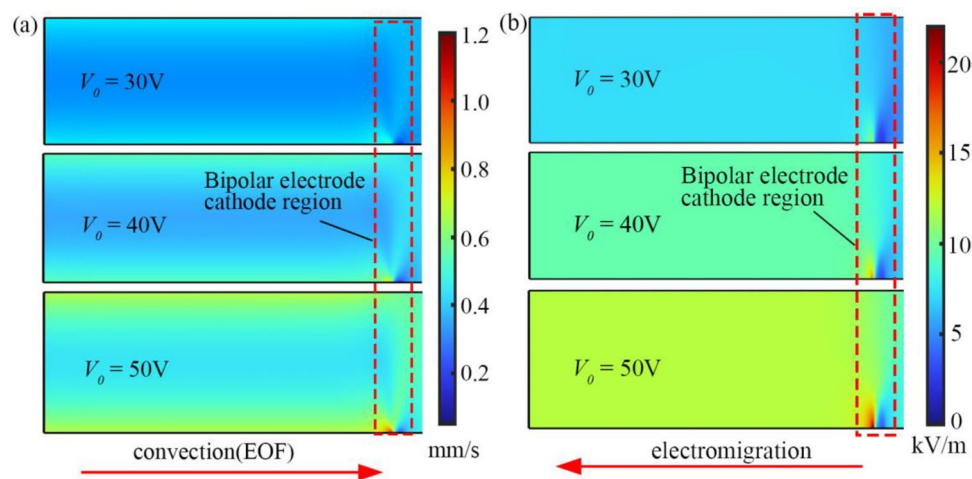 (a)
V0 = 30V
V0 = 40V
Bipolar electrode
cathode region
V0 = 50V
convection(EOF)
1.2
1.0
0.8
0.6
0.4
0.2
mm/s
(b)
V0 = 30V
V0 = 40V
Bipolar electrode
cathode region
V0 = 50V
electromigration
20
15
10
5
0
kV/m